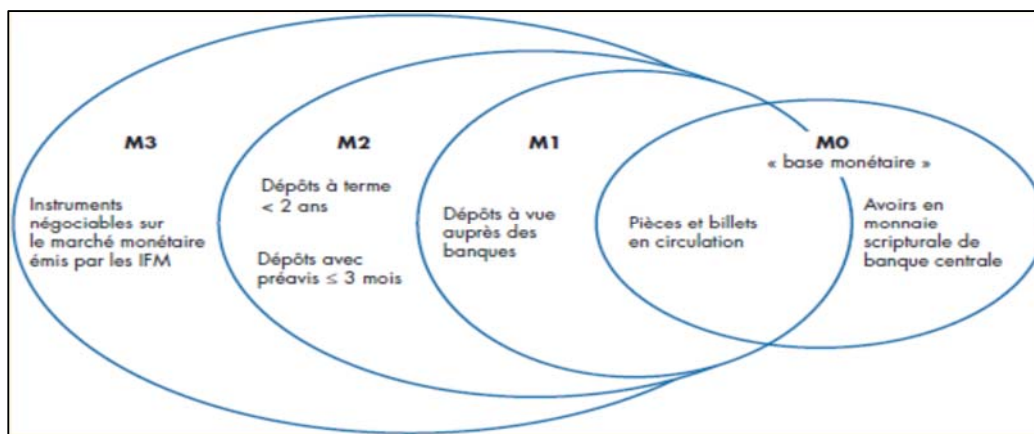 M3
Instruments
négociables sur
le marché monétaire
émis par les IFM
M2
Dépôts à terme
< 2 ans
Dépôts avec
préavis ≤ 3 mois
M1
Dépôts à vue
auprès des
banques
M0
« base monétaire »
Pièces et billets
en circulation
Avoirs en
monnaie
scripturale de
banque centrale